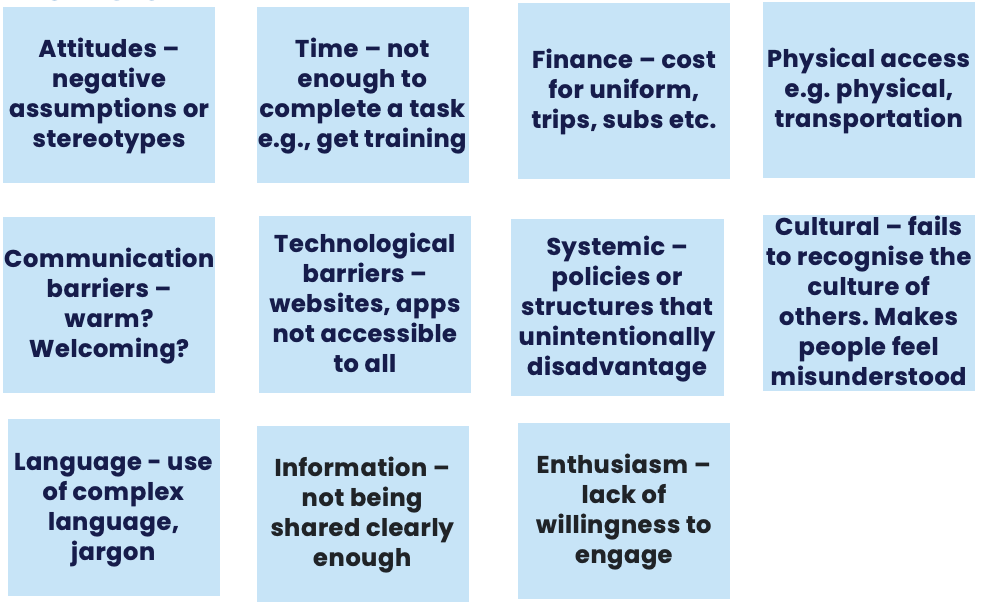 Attitudes –
negative
assumptions or
stereotypes
Time – not
enough to
complete a task
e.g., get training
Finance – cost
for uniform,
trips, subs etc.
Physical access
e.g. physical,
transportation
Communication
barriers –
warm?
Welcoming?
Technological
barriers –
websites, apps
not accessible
to all
Systemic –
policies or
structures that
unintentionally
disadvantage
Cultural – fails
to recognise the
culture of
others. Makes
people feel
misunderstood
Language - use
of complex
language,
jargon
Information –
not being
shared clearly
enough
Enthusiasm –
lack of
willingness to
engage